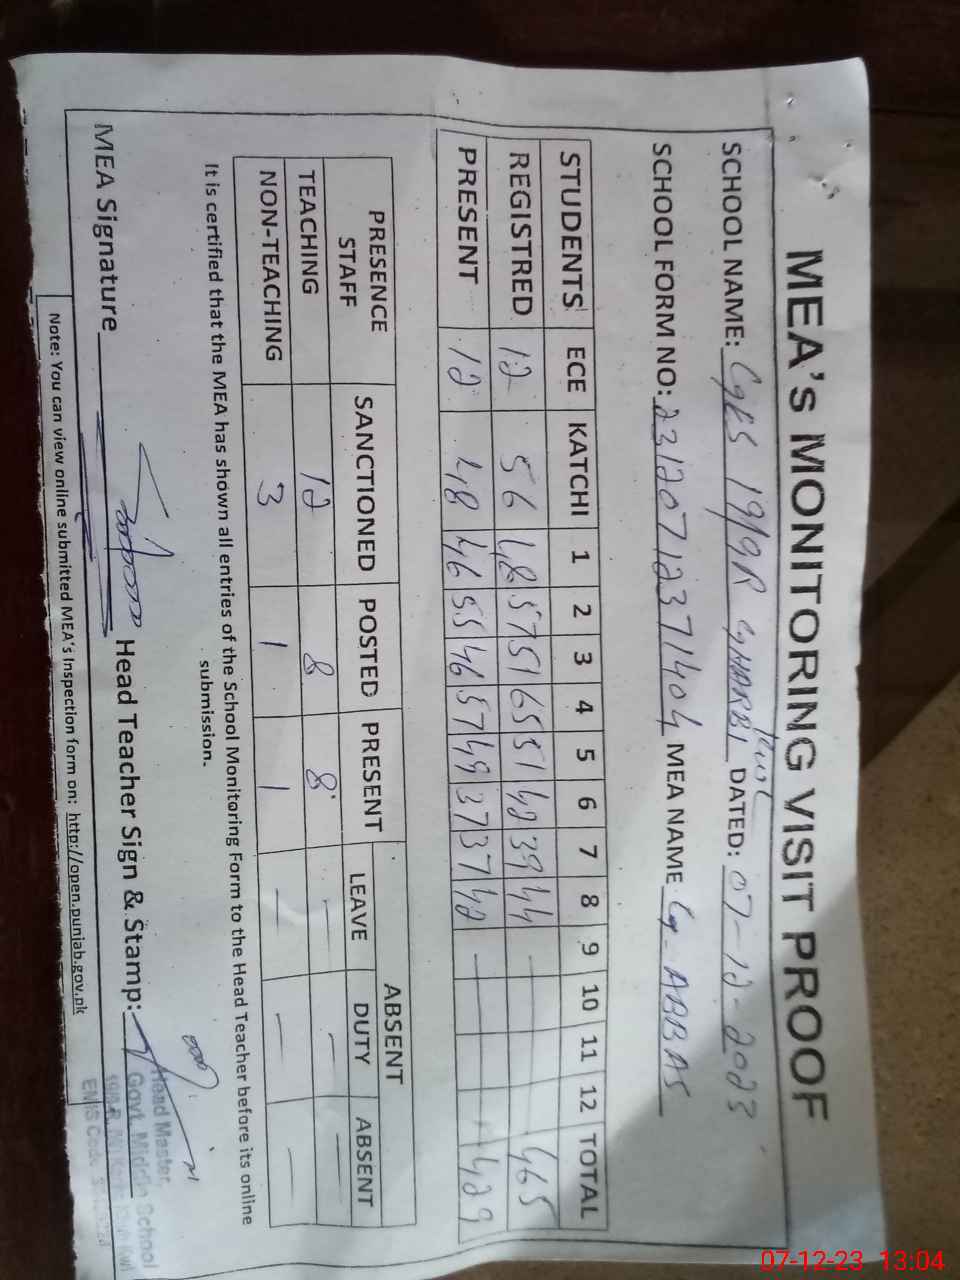 MEA'S MONITORING VISIT PROOF
SCHOOL NAME: GES 19/9R GHARBI DATED: 07-12-2023
SCHOOL FORM NO: 23120712371404 MEA NAME G. ABBAS
STUDENTS ECE KATCHI 1 2 3 4 5 6 7 8 9 10 11 12 TOTAL
REGISTRED 12 56 48 57 51 65 51 42 39 44 — 465
PRESENT 12 48 46 55 46 57 49 37 37 42 — 429
PRESENCE STAFF SANCTIONED POSTED PRESENT ABSENT
LEAVE DUTY ABSENT
TEACHING 12 8 8 — — —
NON-TEACHING 3 1 1 — — —
It is certified that the MEA has shown all entries of the School Monitoring Form to the Head Teacher before its online
submission.
MEA Signature Head Teacher Sign & Stamp:
Head Master,
Govt. Middle School
EMIS Code
Note: You can view online submitted MEA's Inspection form on: http://open.punjab.gov.pk
07-12-23 13:04